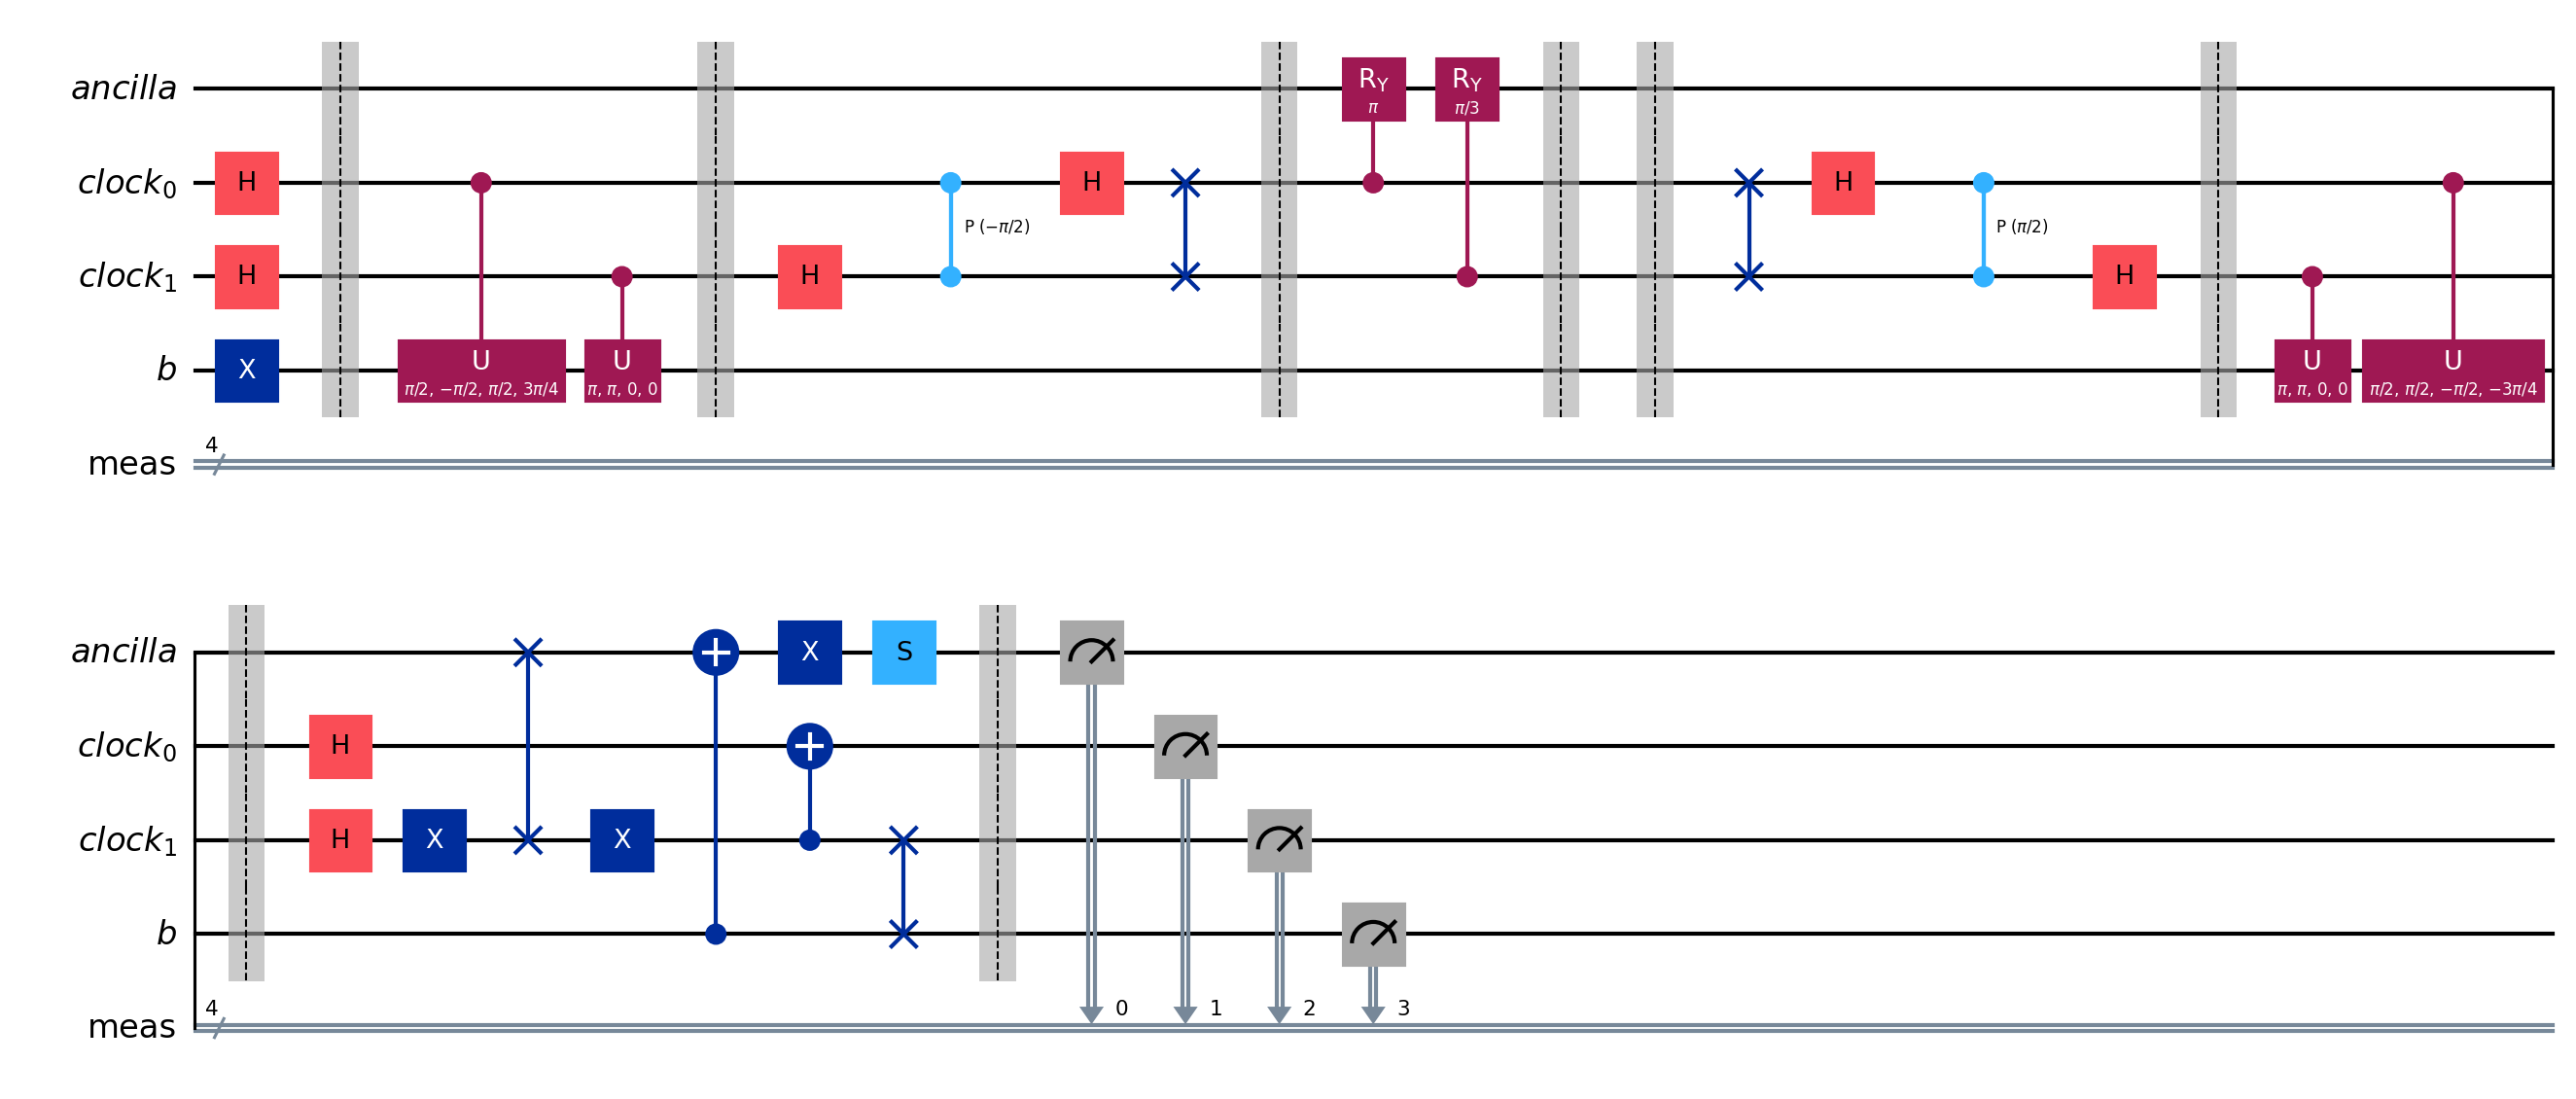 ancilla R_Y π R_Y π/3
clock_0 H H H
P (−π/2) P (π/2)
clock_1 H H H
b X U π/2, −π/2, π/2, 3π/4 U π, π, 0, 0 U π, π, 0, 0 U π/2, π/2, −π/2, −3π/4
meas 4
ancilla X S
clock_0 H
clock_1 H X X
b
meas 4 0 1 2 3